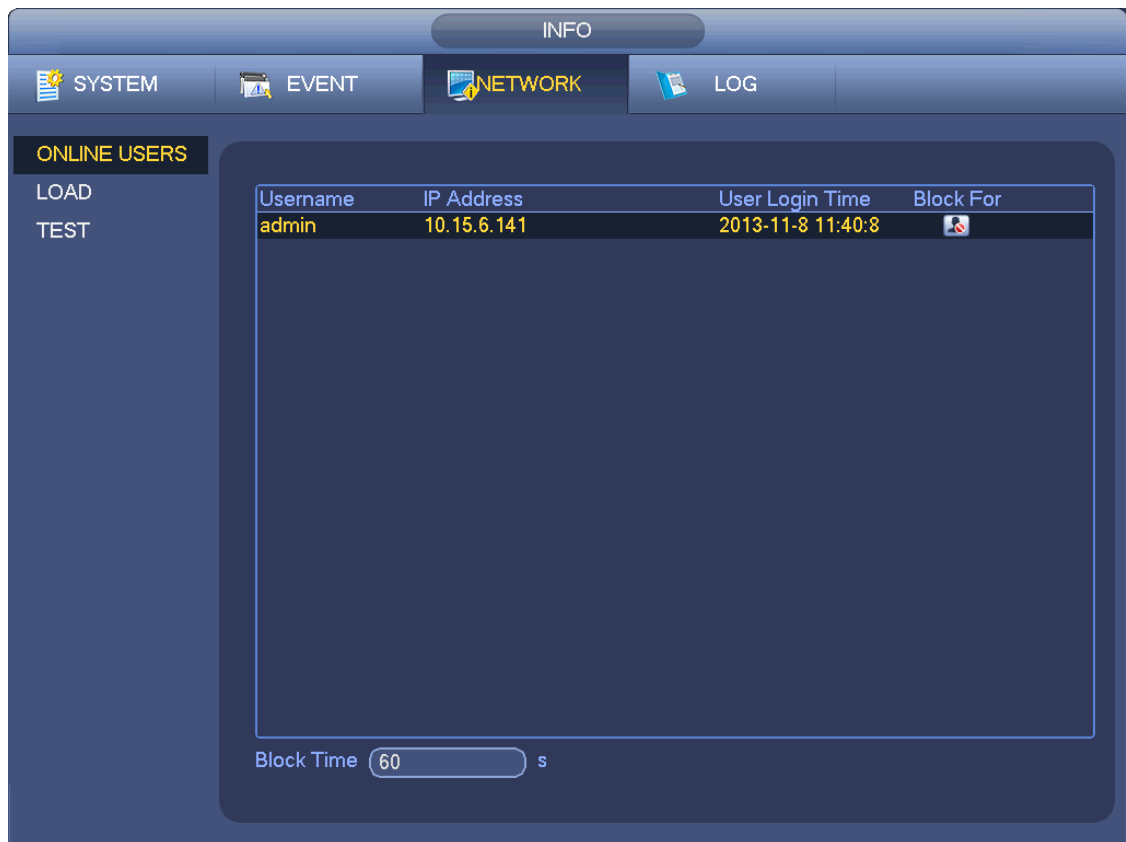 INFO
SYSTEM EVENT NETWORK LOG
ONLINE USERS
LOAD
TEST
Username IP Address User Login Time Block For
admin 10.15.6.141 2013-11-8 11:40:8
Block Time 60 s